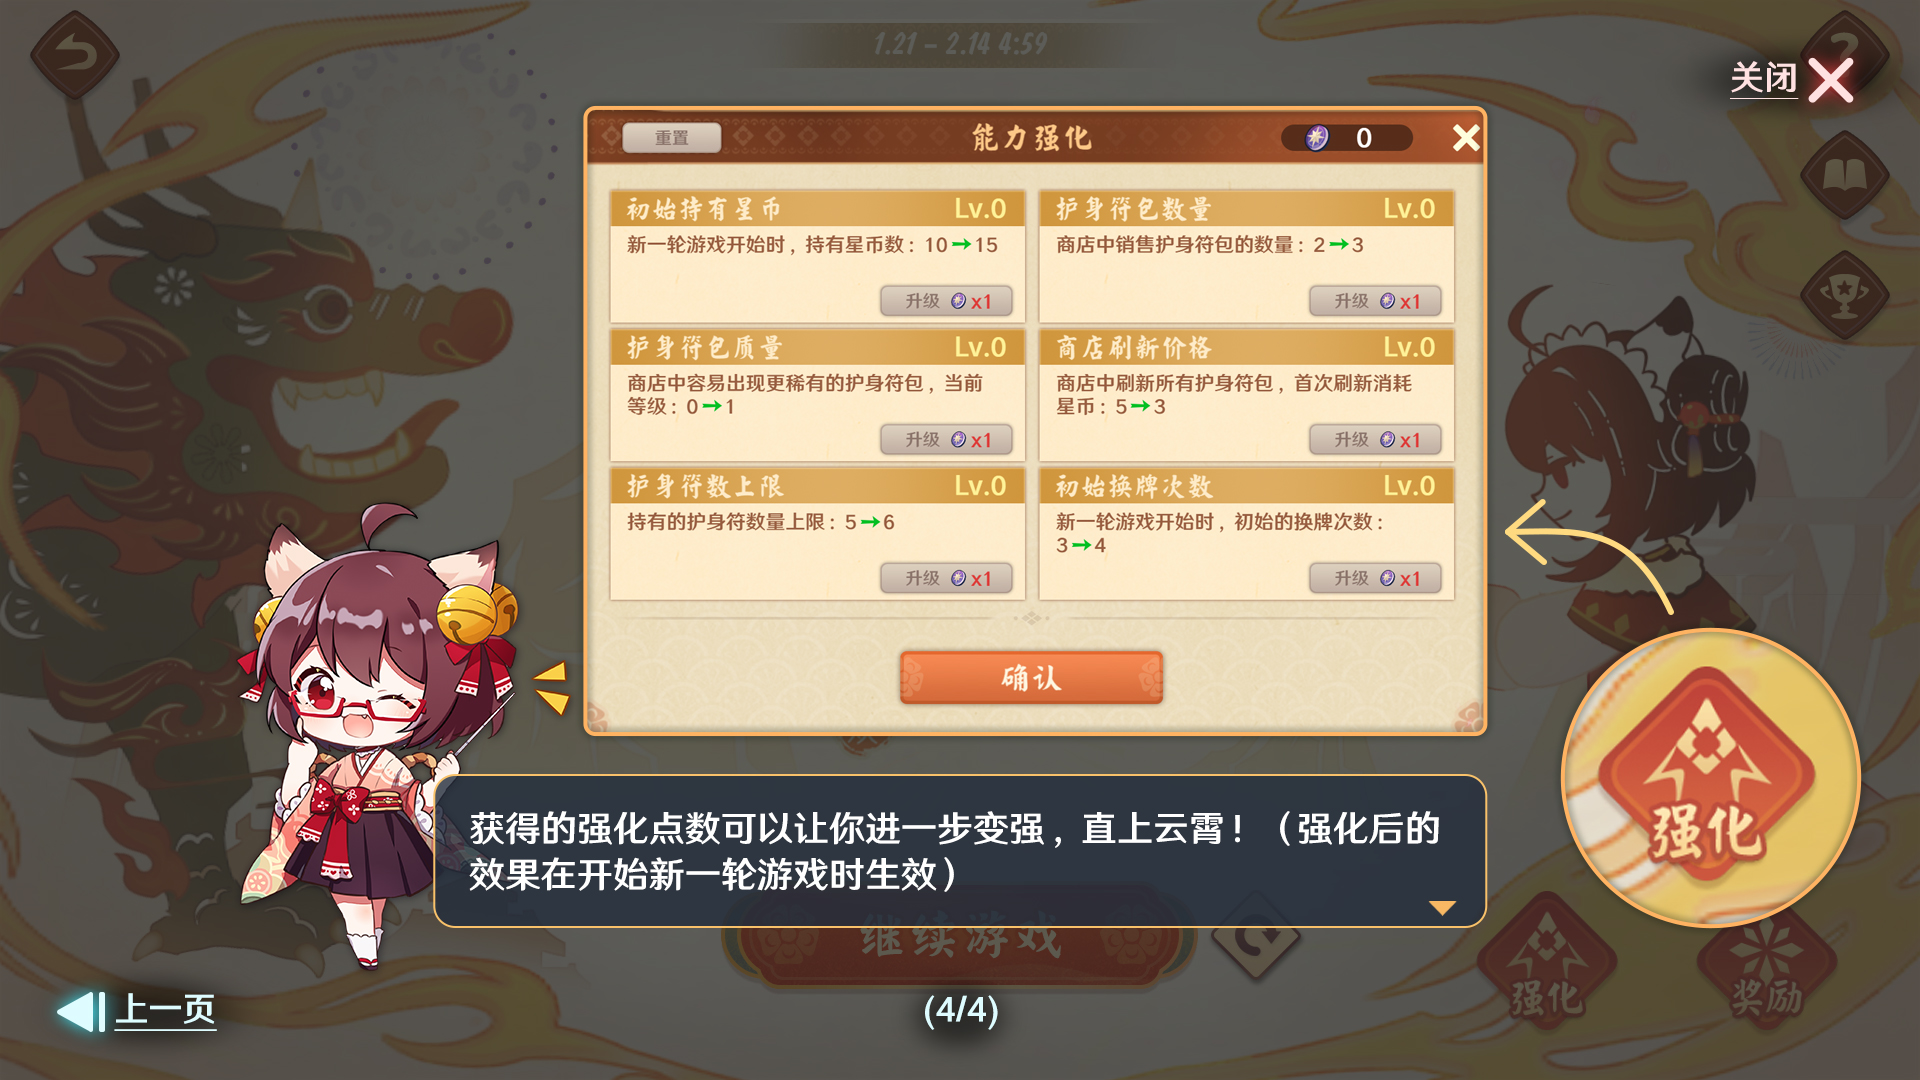 1.21 – 2.14 4:59
关闭
重置
能力强化
0
初始持有星币 Lv.0
新一轮游戏开始时，持有星币数：10→15
升级 x1
护身符包数量 Lv.0
商店中销售护身符包的数量：2→3
升级 x1
护身符包质量 Lv.0
商店中容易出现更稀有的护身符包，当前
等级：0→1
升级 x1
商店刷新价格 Lv.0
商店中刷新所有护身符包，首次刷新消耗
星币：5→3
升级 x1
护身符数上限 Lv.0
持有的护身符数量上限：5→6
升级 x1
初始换牌次数 Lv.0
新一轮游戏开始时，初始的换牌次数：
3→4
升级 x1
确认
强化
获得的强化点数可以让你进一步变强，直上云霄！（强化后的
效果在开始新一轮游戏时生效）
继续游戏
强化
奖励
上一页
(4/4)